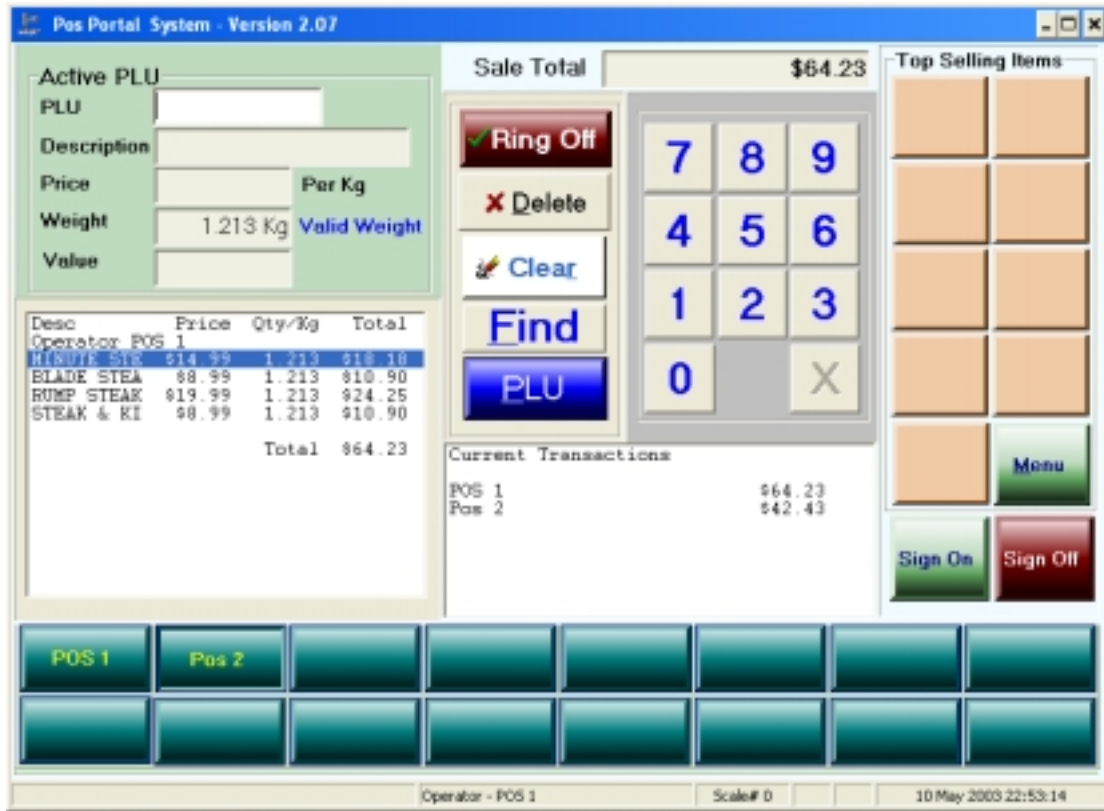 Pos Portal System - Version 2.07
Active PLU
PLU
Description
Price Per Kg
Weight 1.213 Kg Valid Weight
Value
Sale Total $64.23
Ring Off
Delete
Clear
Find
PLU
7 8 9
4 5 6
1 2 3
0 X
Top Selling Items
Menu
Sign On Sign Off
Desc Price Qty/Kg Total
Operator POS 1
MINUTE STE $14.99 1.213 $18.18
BLADE STEA $8.99 1.213 $10.90
RUMP STEAK $19.99 1.213 $24.25
STEAK & KI $8.99 1.213 $10.90
Total $64.23
Current Transactions
POS 1 $64.23
Pos 2 $42.43
POS 1 Pos 2
Operator - POS 1 Scale# 0 10 May 2003 22:53:14